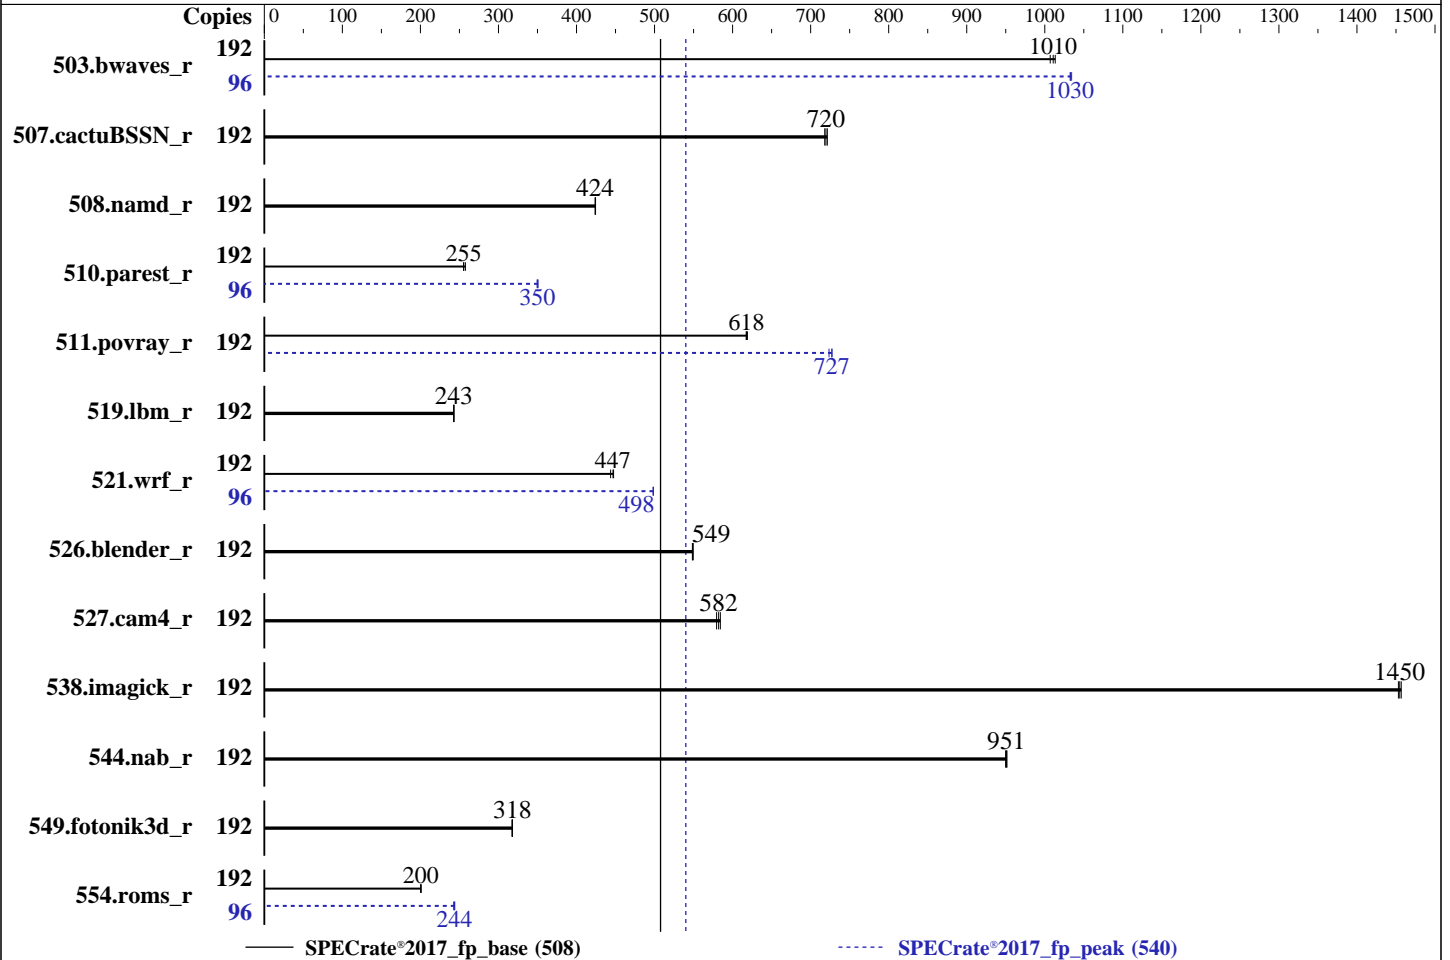 Copies 0 100 200 300 400 500 600 700 800 900 1000 1100 1200 1300 1400 1500
503.bwaves_r 192 1010
96 1030
507.cactuBSSN_r 192 720
508.namd_r 192 424
510.parest_r 192 255
96 350
511.povray_r 192 618
727
519.lbm_r 192 243
521.wrf_r 192 447
96 498
526.blender_r 192 549
527.cam4_r 192 582
538.imagick_r 192 1450
544.nab_r 192 951
549.fotonik3d_r 192 318
554.roms_r 192 200
96 244
SPECrate®2017_fp_base (508) SPECrate®2017_fp_peak (540)